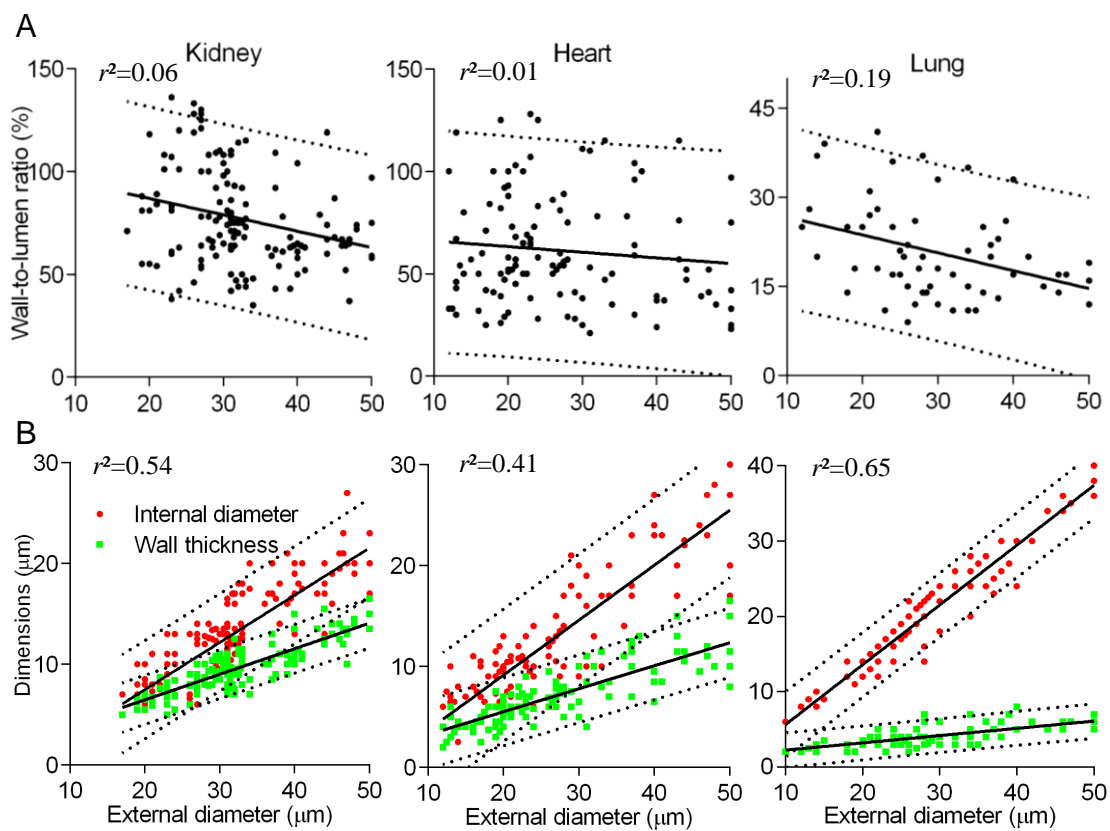 A
Kidney
Heart
Lung
r²=0.06
r²=0.01
r²=0.19
Wall-to-lumen ratio (%)
150
100
50
0
10 20 30 40 50
150
100
50
0
10 20 30 40 50
45
30
15
0
10 20 30 40 50
B
r²=0.54
r²=0.41
r²=0.65
Internal diameter
Wall thickness
Dimensions (μm)
30
20
10
0
10 20 30 40 50
External diameter (μm)
30
20
10
0
10 20 30 40 50
External diameter (μm)
40
30
20
10
0
10 20 30 40 50
External diameter (μm)